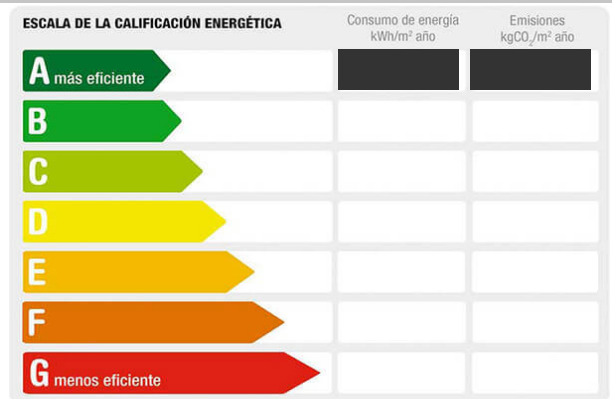 ESCALA DE LA CALIFICACIÓN ENERGÉTICA
Consumo de energía
kWh/m² año
Emisiones
kgCO₂/m² año
A más eficiente
B
C
D
E
F
G menos eficiente